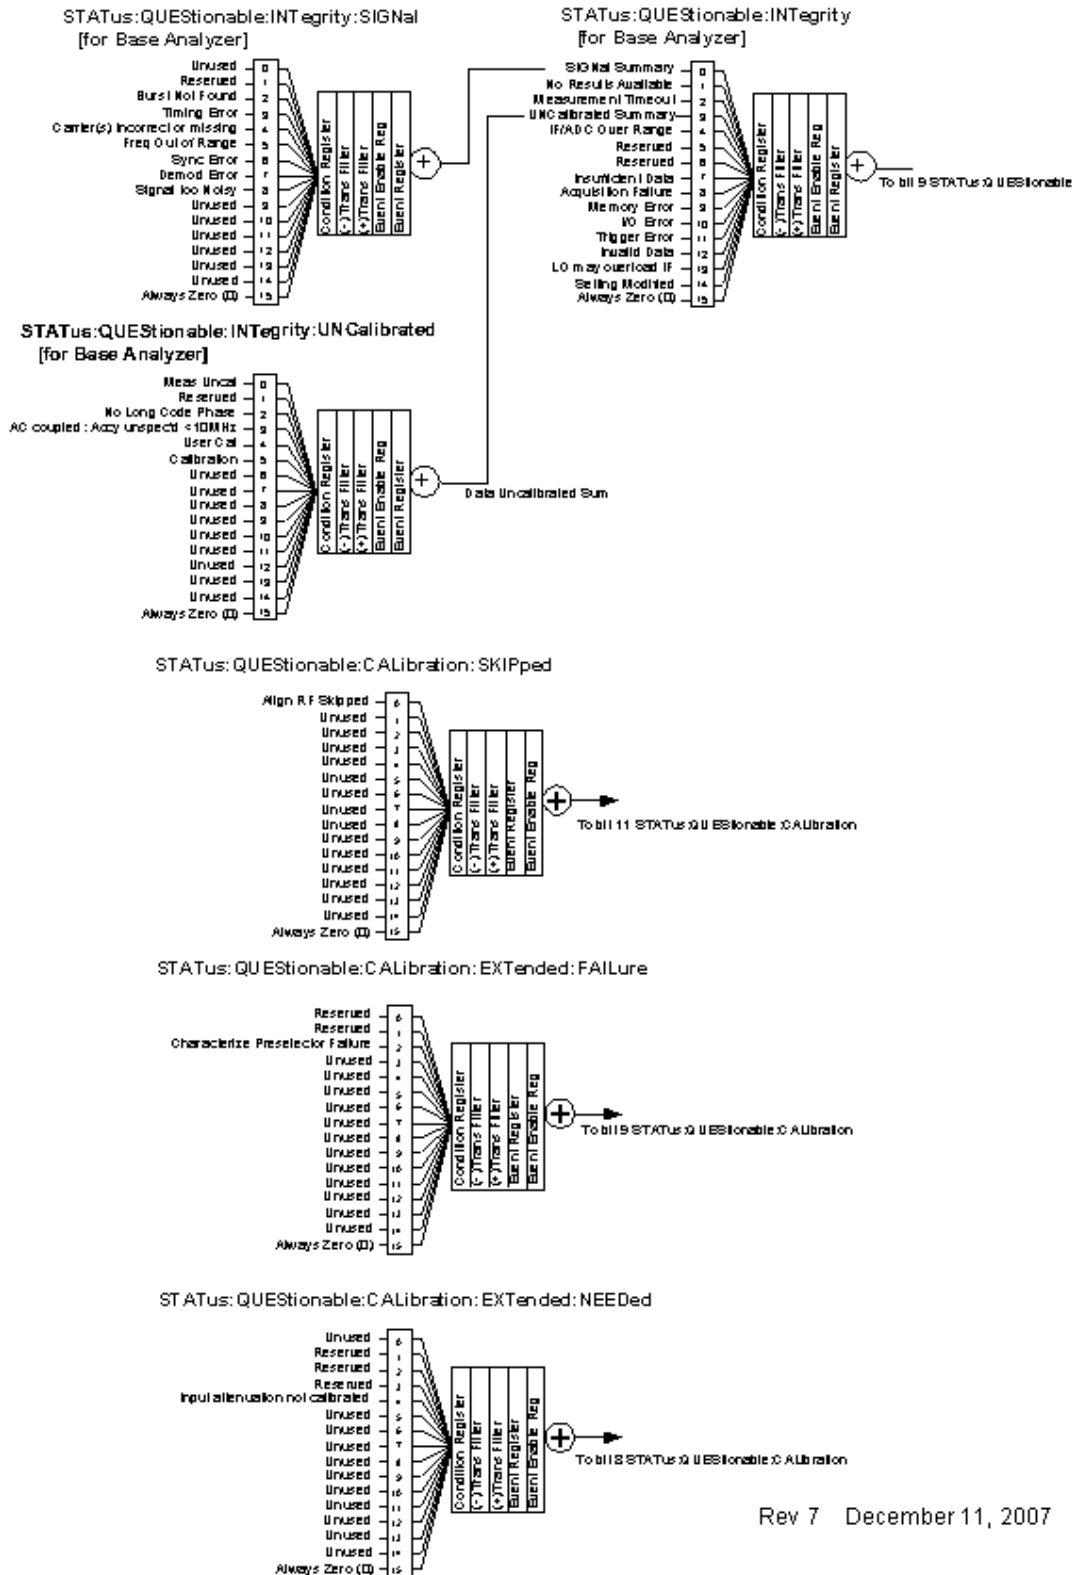 STATus:QUEStionable:INTegrity:SIGNal
[for Base Analyzer]
Unused 0
Reserved 1
Burst Not Found 2
Timing Error 3
Carrier(s) incorrect or missing 4
Freq Out of Range 5
Sync Error 6
Demod Error 7
Signal too Noisy 8
Unused 9
Unused 10
Unused 11
Unused 12
Unused 13
Unused 14
Always Zero (0) 15
Condition Register
(-)Trans Filter
(+)Trans Filter
Event Enable Reg
Event Register
+
STATus:QUEStionable:INTegrity
[for Base Analyzer]
SIGNal Summary 0
No Results Available 1
Measurement Timeout 2
UNCalibrated Summary 3
IF/ADC Over Range 4
Reserved 5
Reserved 6
Insufficient Data 7
Acquisition Failure 8
Memory Error 9
I/O Error 10
Trigger Error 11
Invalid Data 12
LO may overload IF 13
Setting Modified 14
Always Zero (0) 15
Condition Register
(-)Trans Filter
(+)Trans Filter
Event Enable Reg
Event Register
+
To bit 9 STATus:QUEStionable
STATus:QUEStionable:INTegrity:UNCalibrated
[for Base Analyzer]
Meas Uncal 0
Reserved 1
No Long Code Phase 2
AC coupled : Accy unspec'd <10MHz 3
User Cal 4
Calibration 5
Unused 6
Unused 7
Unused 8
Unused 9
Unused 10
Unused 11
Unused 12
Unused 13
Unused 14
Always Zero (0) 15
Condition Register
(-)Trans Filter
(+)Trans Filter
Event Enable Reg
Event Register
+
Data Uncalibrated Sum
STATus:QUEStionable:CALibration:SKIPped
Align RF Skipped 0
Unused 1
Unused 2
Unused 3
Unused 4
Unused 5
Unused 6
Unused 7
Unused 8
Unused 9
Unused 10
Unused 11
Unused 12
Unused 13
Unused 14
Always Zero (0) 15
Condition Register
(-)Trans Filter
(+)Trans Filter
Event Register
Event Enable Reg
+
To bit 11 STATus:QUEStionable:CALibration
STATus:QUEStionable:CALibration:EXTended:FAILure
Reserved 0
Reserved 1
Characterize Preselector Failure 2
Unused 3
Unused 4
Unused 5
Unused 6
Unused 7
Unused 8
Unused 9
Unused 10
Unused 11
Unused 12
Unused 13
Unused 14
Always Zero (0) 15
Condition Register
(-)Trans Filter
(+)Trans Filter
Event Register
Event Enable Reg
+
To bit 9 STATus:QUEStionable:CALibration
STATus:QUEStionable:CALibration:EXTended:NEEDed
Unused 0
Reserved 1
Reserved 2
Reserved 3
Input attenuation not calibrated 4
Unused 5
Unused 6
Unused 7
Unused 8
Unused 9
Unused 10
Unused 11
Unused 12
Unused 13
Unused 14
Always Zero (0) 15
Condition Register
(-)Trans Filter
(+)Trans Filter
Event Register
Event Enable Reg
+
To bit 8 STATus:QUEStionable:CALibration
Rev 7 December 11, 2007